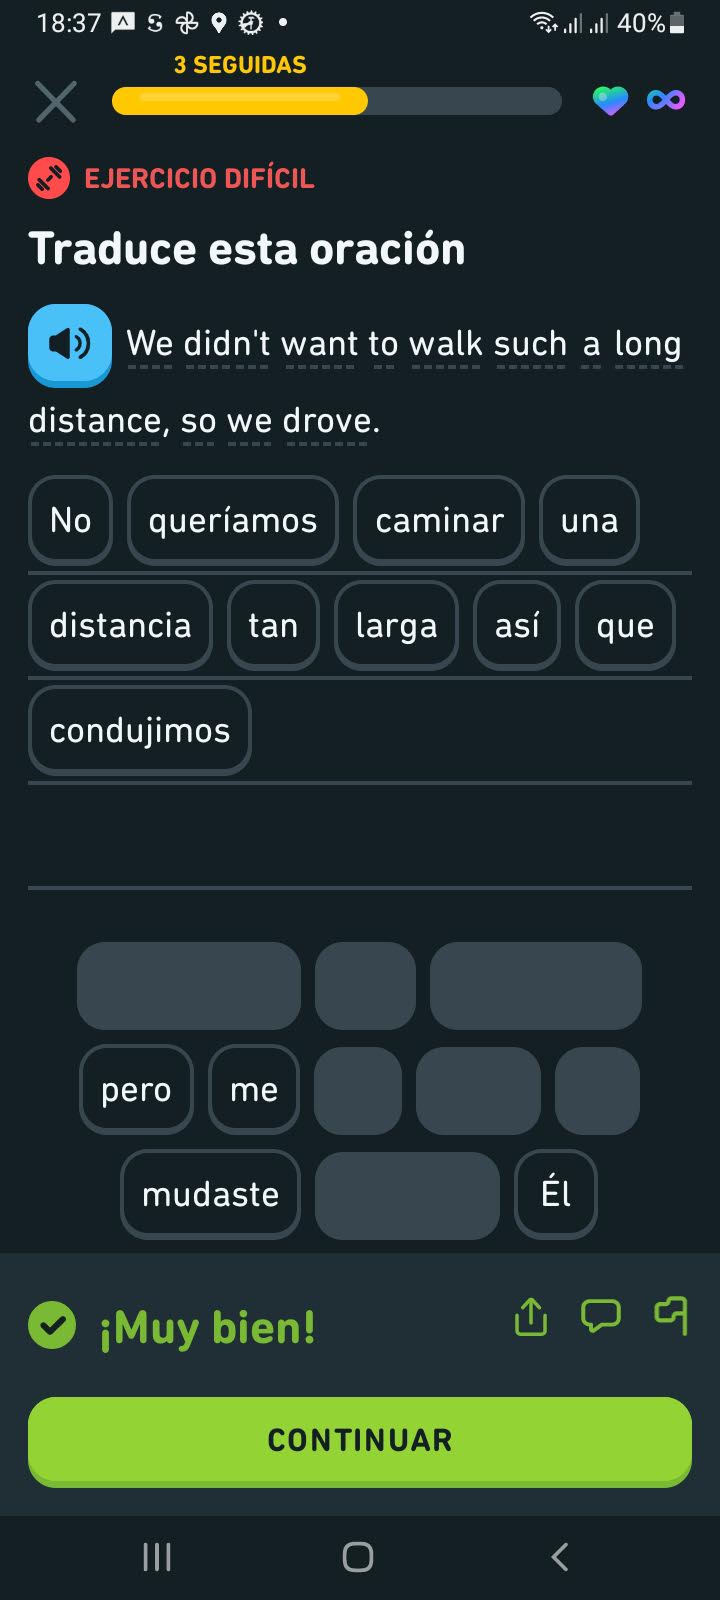 18:37 40%
3 SEGUIDAS
EJERCICIO DIFÍCIL
Traduce esta oración
We didn't want to walk such a long
distance, so we drove.
No queríamos caminar una
distancia tan larga así que
condujimos
pero me
mudaste Él
¡Muy bien!
CONTINUAR